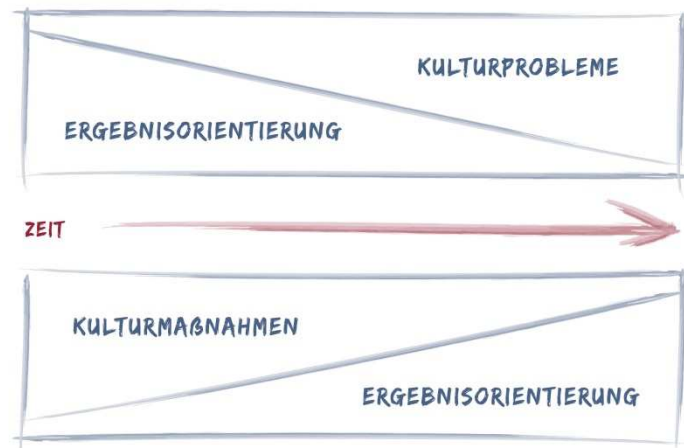 KULTURPROBLEME
ERGEBNISORIENTIERUNG
ZEIT
KULTURMAßNAHMEN
ERGEBNISORIENTIERUNG